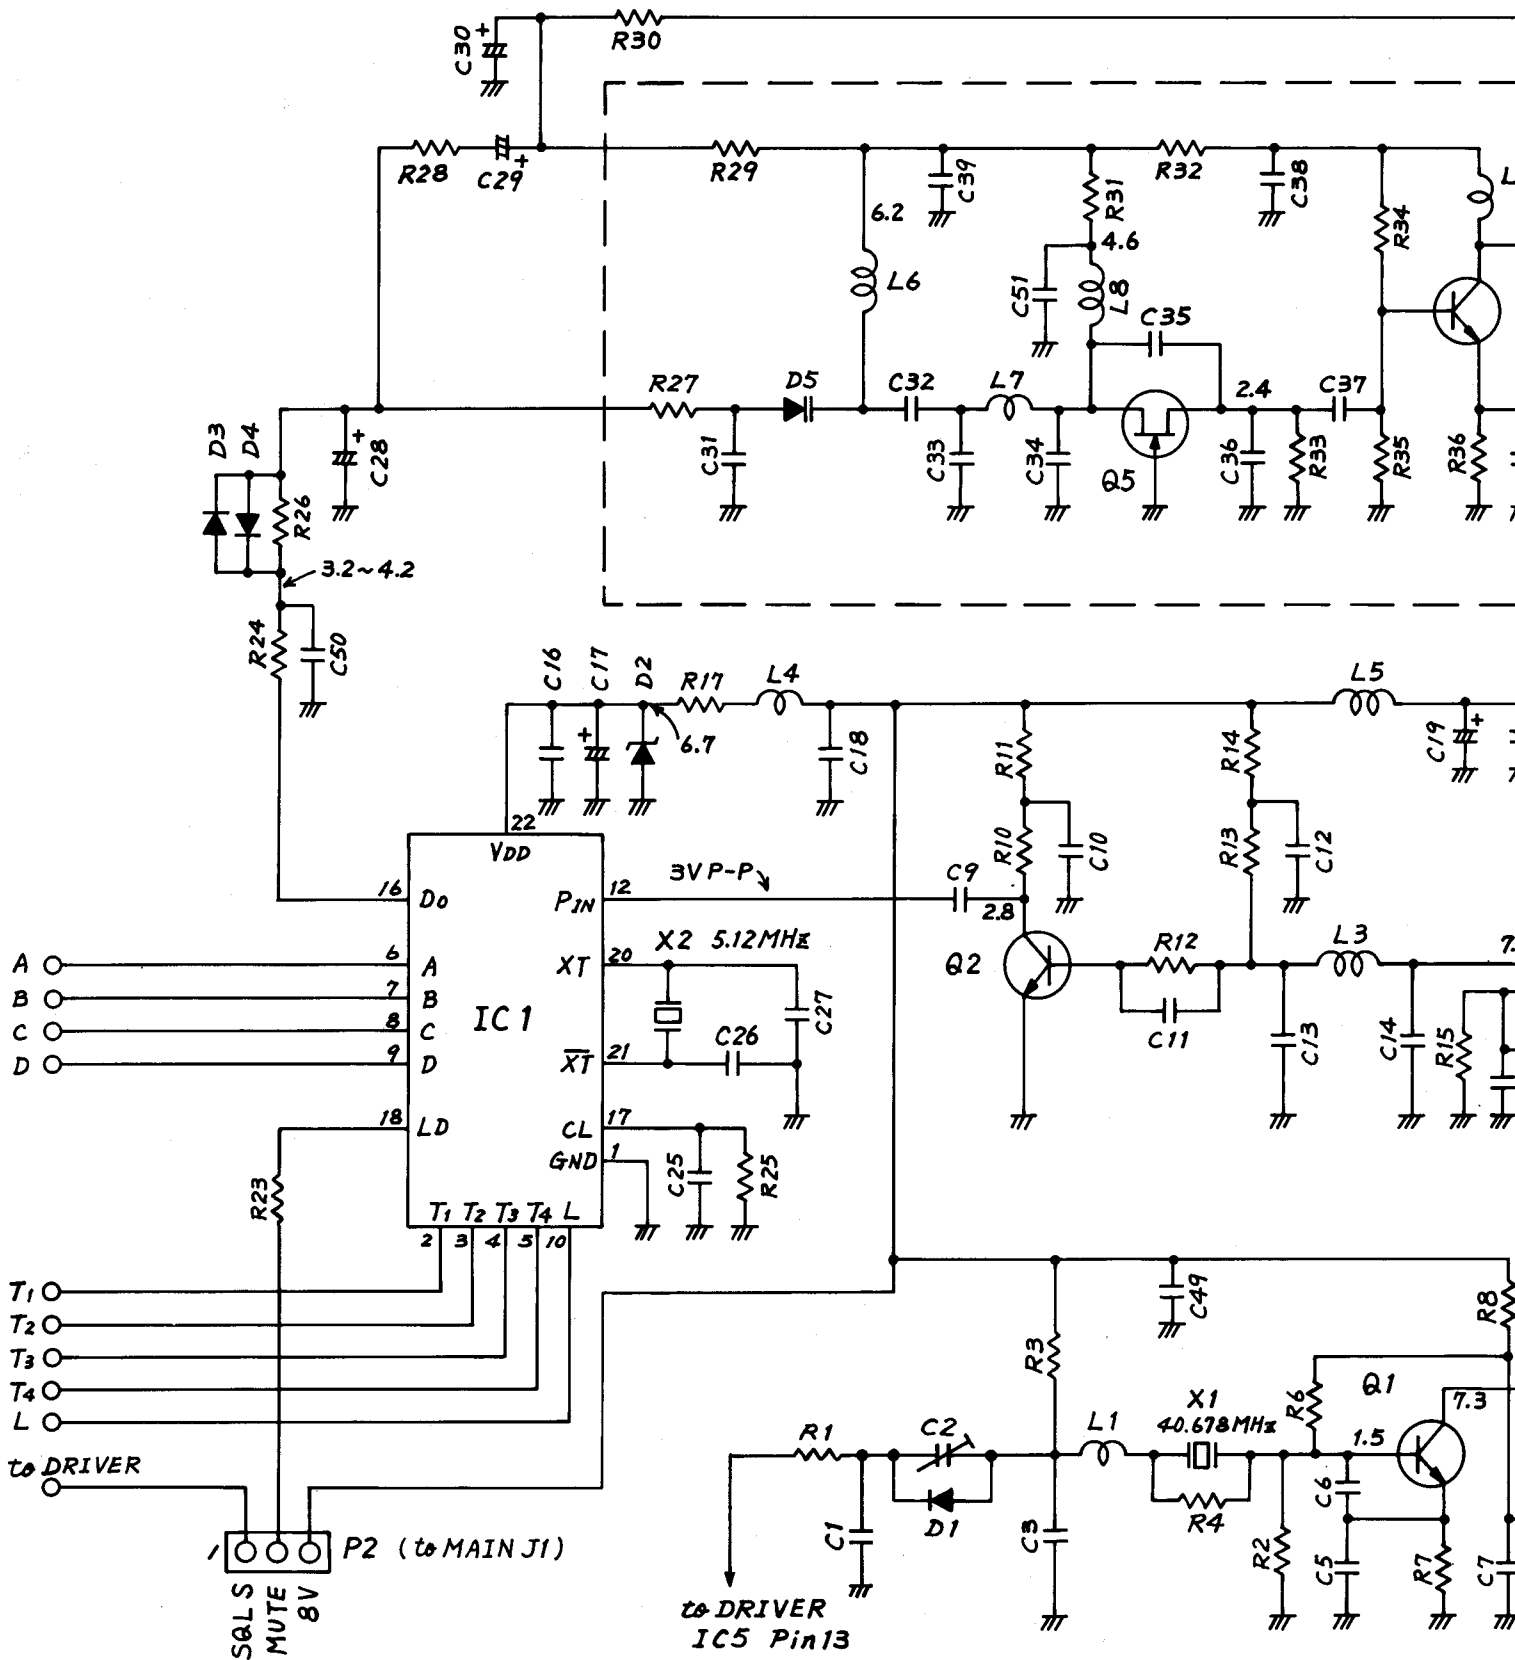 C30 +
R30
R28
C29 +
R29
C39
R31
R32
C38
R34
L
6.2
4.6
L6
C51
L8
C35
R27
D5
C32
L7
2.4
C37
D3
D4
+
C28
C31
C33
C34
Q5
C36
R33
R35
R36
R26
3.2~4.2
R24
C50
C16
C17
D2
R17
L4
L5
+
6.7
C18
R11
R14
C19 +
22
VDD
R10
C10
R13
C12
3V P-P
C9
16
DO
PIN
12
2.8
X2 5.12MHz
Q2
R12
L3
7.
A
6
A
XT
20
B
7
B
IC1
C27
C
8
C
C26
C11
C13
C14
R15
D
9
D
XT
21
18
LD
CL
17
GND
1
C25
R25
R23
T1 T2 T3 T4 L
2 3 4 5 10
T1
T2
T3
T4
L
C49
R8
R3
X1
40.678MHz
R6
Q1
7.3
to DRIVER
R1
C2
L1
1.5
C6
D1
R4
C1
C3
R2
C5
R7
C7
1
P2 (to MAIN J1)
SQLS
MUTE
8V
to DRIVER
IC5 Pin13